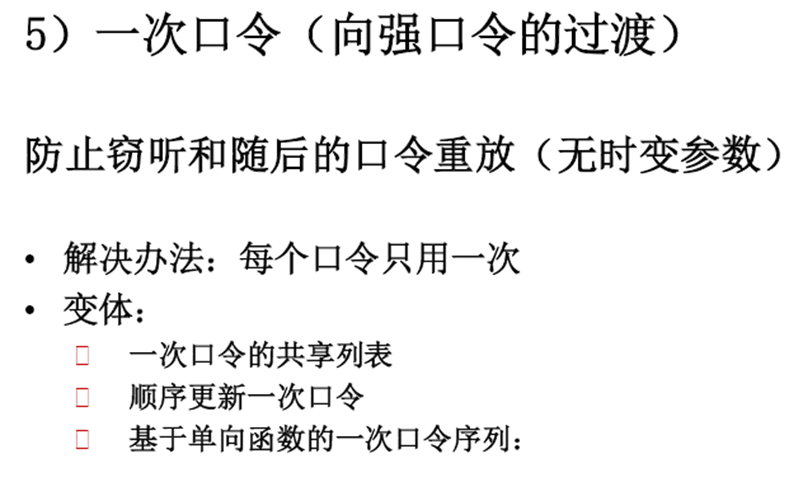 5）一次口令（向强口令的过渡）
防止窃听和随后的口令重放（无时变参数）
• 解决办法：每个口令只用一次
• 变体：
一次口令的共享列表
顺序更新一次口令
基于单向函数的一次口令序列：